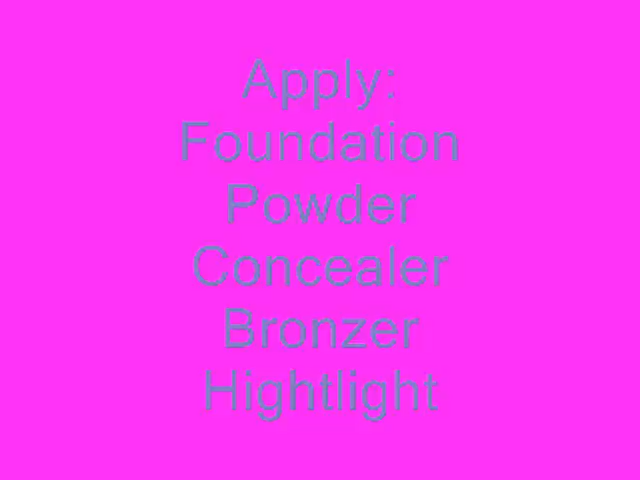 Apply:
Foundation
Powder
Concealer
Bronzer
Hightlight